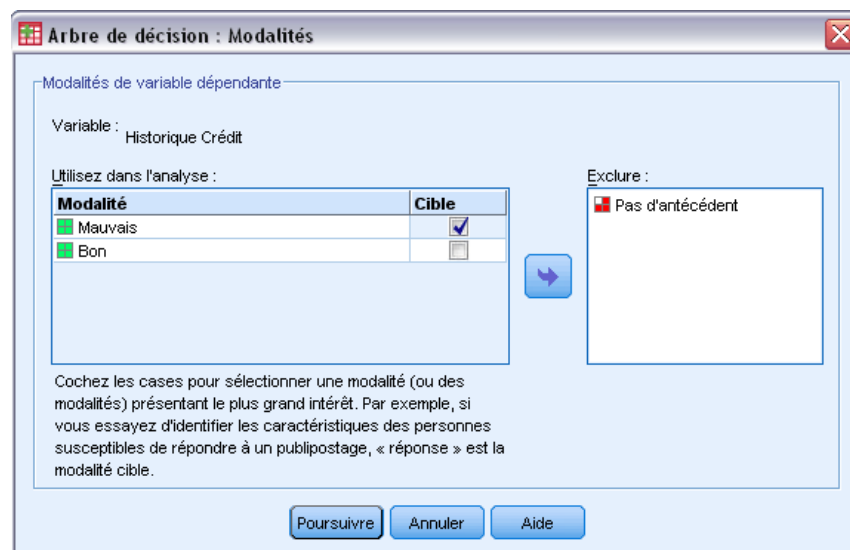 Arbre de décision : Modalités
Modalités de variable dépendante
Variable : Historique Crédit
Utilisez dans l'analyse :
Modalité Cible
Mauvais
Bon
Exclure :
Pas d'antécédent
Cochez les cases pour sélectionner une modalité (ou des
modalités) présentant le plus grand intérêt. Par exemple, si
vous essayez d'identifier les caractéristiques des personnes
susceptibles de répondre à un publipostage, « réponse » est la
modalité cible.
Poursuivre Annuler Aide